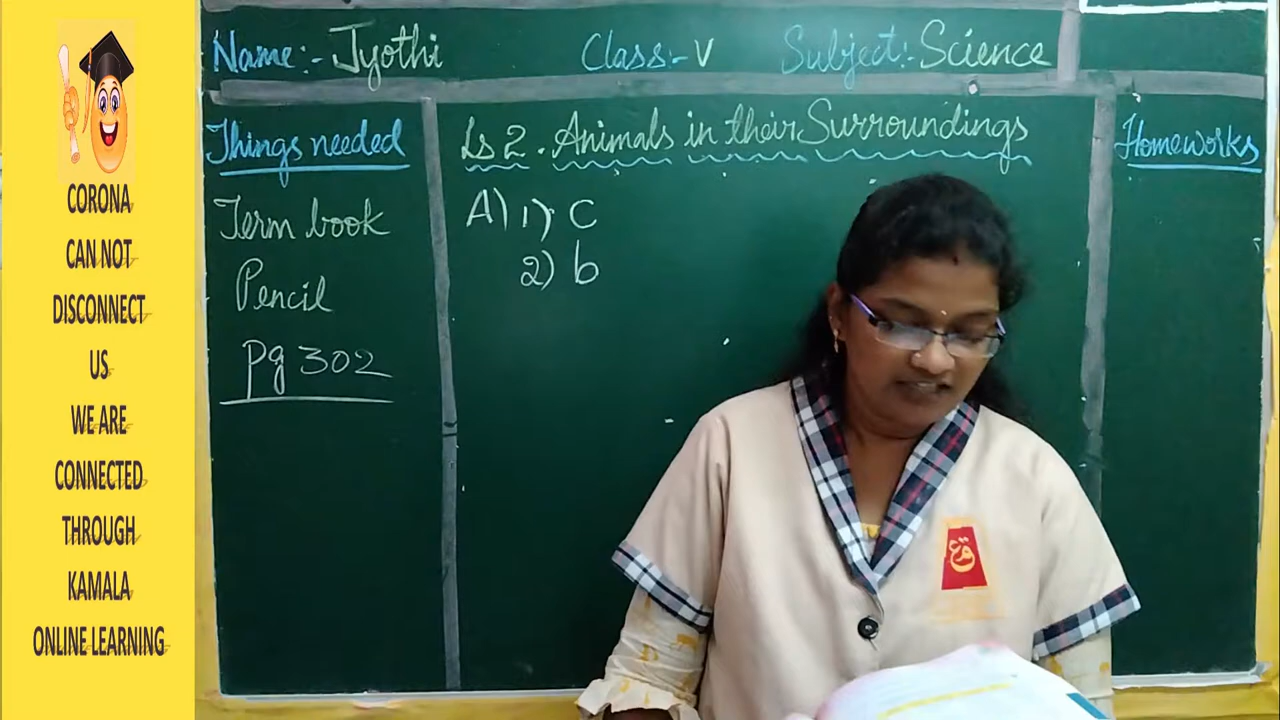 CORONA
CAN NOT
DISCONNECT
US
WE ARE
CONNECTED
THROUGH
KAMALA
ONLINE LEARNING
Name:- Jyothi Class:- V Subject:- Science
Things needed
Term book
Pencil
Pg 302
Ls 2. Animals in their Surroundings
A) 1) C
2) b
Homeworks